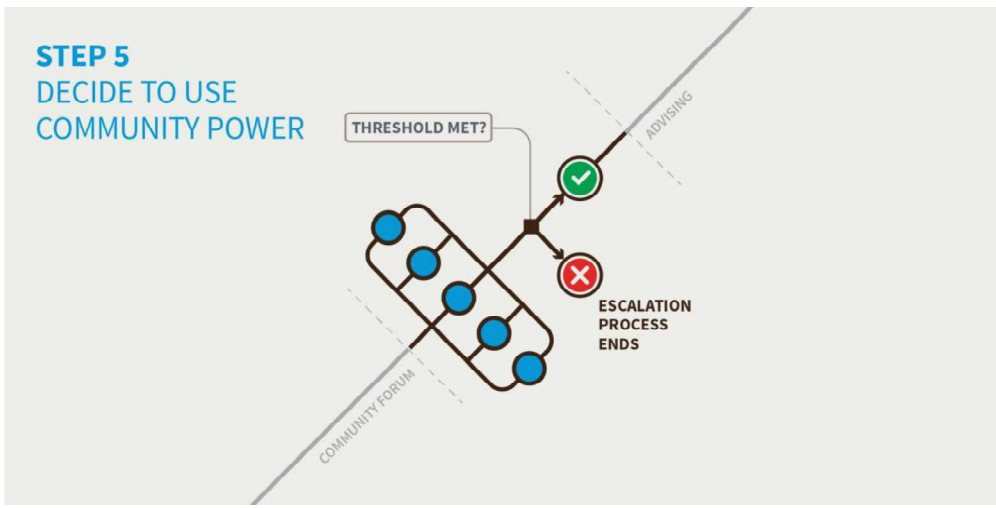 STEP 5
DECIDE TO USE
COMMUNITY POWER
THRESHOLD MET?
ADVISING
ESCALATION
PROCESS
ENDS
COMMUNITY FORUM